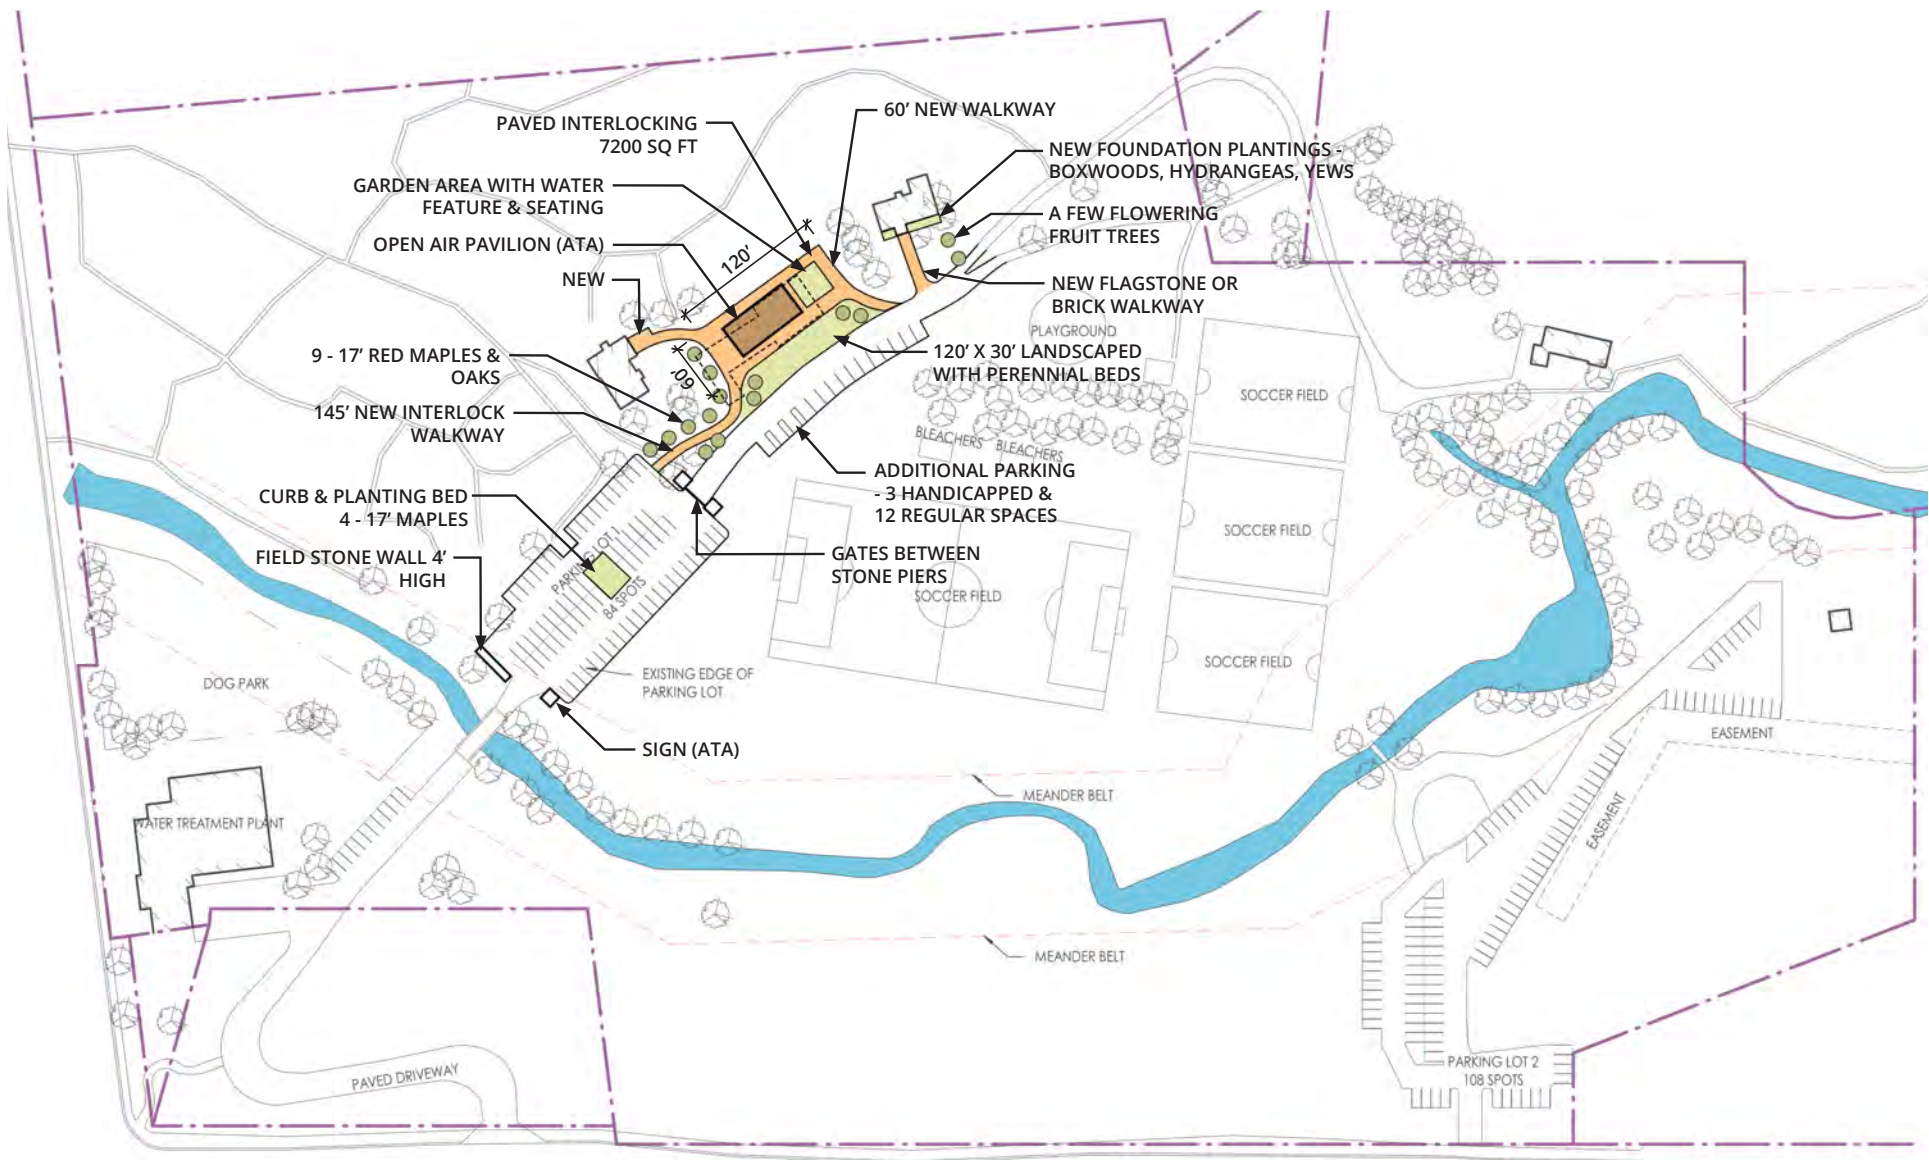 60' NEW WALKWAY
PAVED INTERLOCKING
7200 SQ FT
NEW FOUNDATION PLANTINGS -
BOXWOODS, HYDRANGEAS, YEWS
GARDEN AREA WITH WATER
FEATURE & SEATING
A FEW FLOWERING
FRUIT TREES
OPEN AIR PAVILION (ATA)
120'
NEW
NEW FLAGSTONE OR
BRICK WALKWAY
PLAYGROUND
9 - 17' RED MAPLES &
OAKS
120' X 30' LANDSCAPED
WITH PERENNIAL BEDS
60'
SOCCER FIELD
145' NEW INTERLOCK
WALKWAY
BLEACHERS
BLEACHERS
ADDITIONAL PARKING
- 3 HANDICAPPED &
12 REGULAR SPACES
CURB & PLANTING BED
4 - 17' MAPLES
SOCCER FIELD
PARKING LOT 1
84 SPOTS
GATES BETWEEN
STONE PIERS
FIELD STONE WALL 4'
HIGH
SOCCER FIELD
SOCCER FIELD
EXISTING EDGE OF
PARKING LOT
DOG PARK
SIGN (ATA)
EASEMENT
MEANDER BELT
EASEMENT
WATER TREATMENT PLANT
MEANDER BELT
PAVED DRIVEWAY
PARKING LOT 2
108 SPOTS